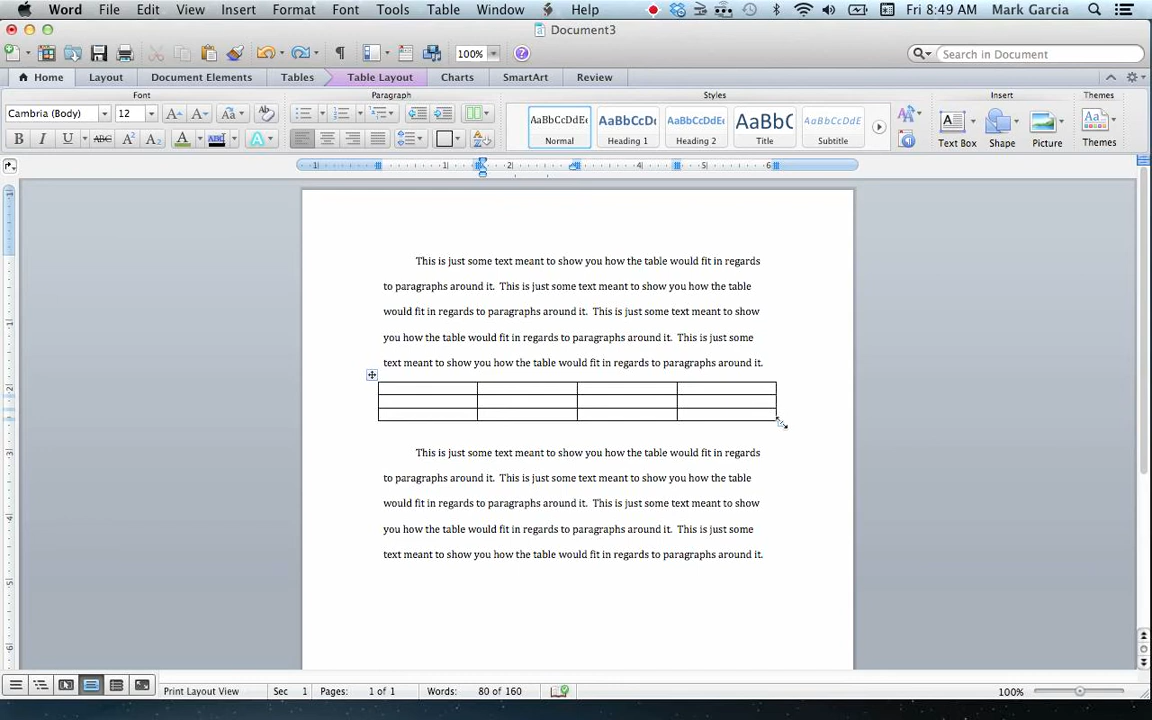 Word File Edit View Insert Format Font Tools Table Window Help Fri 8:49 AM Mark Garcia
Document3
100% Search in Document
Home Layout Document Elements Tables Table Layout Charts SmartArt Review
Font Paragraph Styles Insert Themes
Cambria (Body) 12 Aa
B I U ABC A ABC A A² A₂
AaBbCcDdEe AaBbCcDc AaBbCcDdEe AaBbC AaBbCcDdEe
Normal Heading 1 Heading 2 Title Subtitle
Text Box Shape Picture Themes
1 1 2 4 5 6
This is just some text meant to show you how the table would fit in regards
to paragraphs around it. This is just some text meant to show you how the table
would fit in regards to paragraphs around it. This is just some text meant to show
you how the table would fit in regards to paragraphs around it. This is just some
text meant to show you how the table would fit in regards to paragraphs around it.
This is just some text meant to show you how the table would fit in regards
to paragraphs around it. This is just some text meant to show you how the table
would fit in regards to paragraphs around it. This is just some text meant to show
you how the table would fit in regards to paragraphs around it. This is just some
text meant to show you how the table would fit in regards to paragraphs around it.
Print Layout View Sec 1 Pages: 1 of 1 Words: 80 of 160 100%